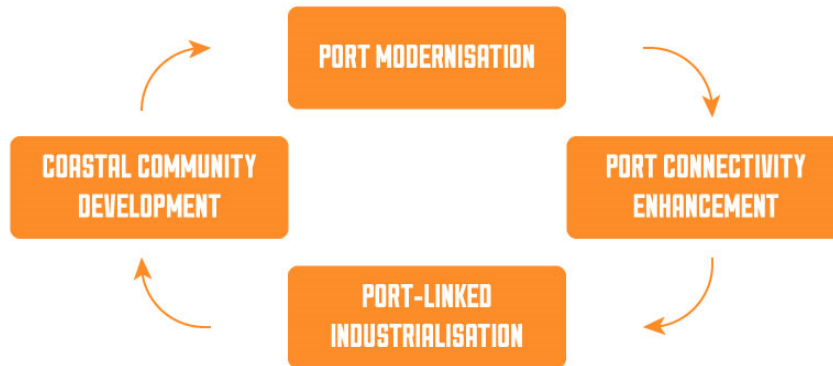 PORT MODERNISATION
PORT CONNECTIVITY
ENHANCEMENT
PORT-LINKED
INDUSTRIALISATION
COASTAL COMMUNITY
DEVELOPMENT